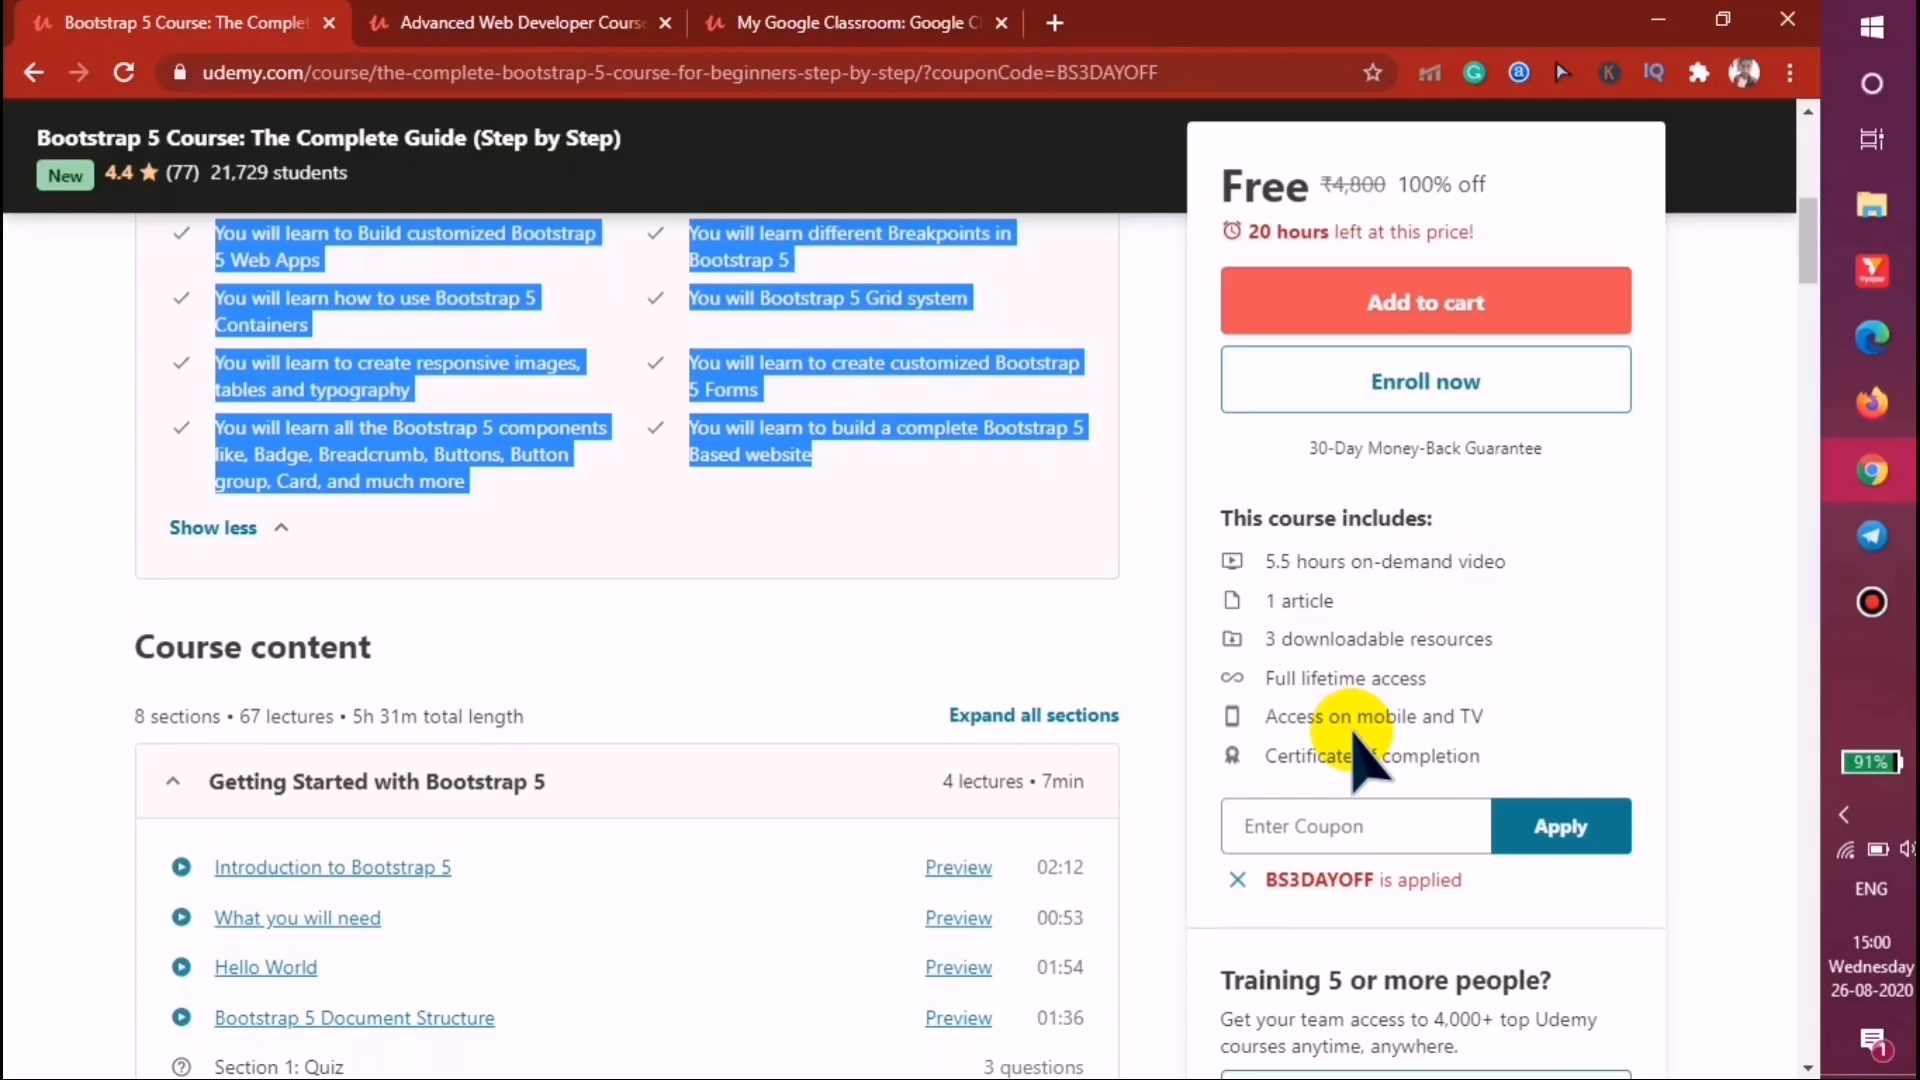 Bootstrap 5 Course: The Complet
Advanced Web Developer Course
My Google Classroom: Google Cl
udemy.com/course/the-complete-bootstrap-5-course-for-beginners-step-by-step/?couponCode=BS3DAYOFF
Bootstrap 5 Course: The Complete Guide (Step by Step)
New 4.4 (77) 21,729 students
You will learn to Build customized Bootstrap
5 Web Apps
You will learn different Breakpoints in
Bootstrap 5
You will learn how to use Bootstrap 5
Containers
You will Bootstrap 5 Grid system
You will learn to create responsive images,
tables and typography
You will learn to create customized Bootstrap
5 Forms
You will learn all the Bootstrap 5 components
like, Badge, Breadcrumb, Buttons, Button
group, Card, and much more
You will learn to build a complete Bootstrap 5
Based website
Show less
Course content
8 sections • 67 lectures • 5h 31m total length
Expand all sections
Getting Started with Bootstrap 5
4 lectures • 7min
Introduction to Bootstrap 5 Preview 02:12
What you will need Preview 00:53
Hello World Preview 01:54
Bootstrap 5 Document Structure Preview 01:36
Section 1: Quiz 3 questions
Free ₹4,800 100% off
20 hours left at this price!
Add to cart
Enroll now
30-Day Money-Back Guarantee
This course includes:
5.5 hours on-demand video
1 article
3 downloadable resources
Full lifetime access
Access on mobile and TV
Certificate of completion
Enter Coupon
Apply
BS3DAYOFF is applied
Training 5 or more people?
Get your team access to 4,000+ top Udemy
courses anytime, anywhere.
91%
ENG
15:00
Wednesday
26-08-2020
1